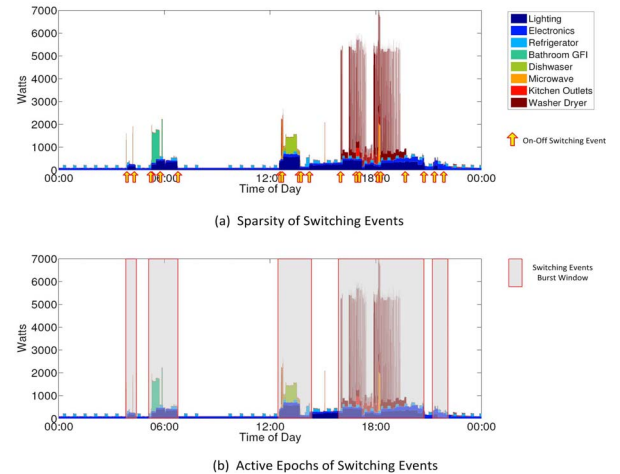 7000
6000
5000
4000
3000
2000
1000
0
Watts
00:00
06:00
12:00
18:00
00:00
Time of Day
Lighting
Electronics
Refrigerator
Bathroom GFI
Dishwaser
Microwave
Kitchen Outlets
Washer Dryer
On-Off Switching Event
(a) Sparsity of Switching Events
7000
6000
5000
4000
3000
2000
1000
0
Watts
00:00
06:00
12:00
18:00
00:00
Time of Day
Switching Events
Burst Window
(b) Active Epochs of Switching Events